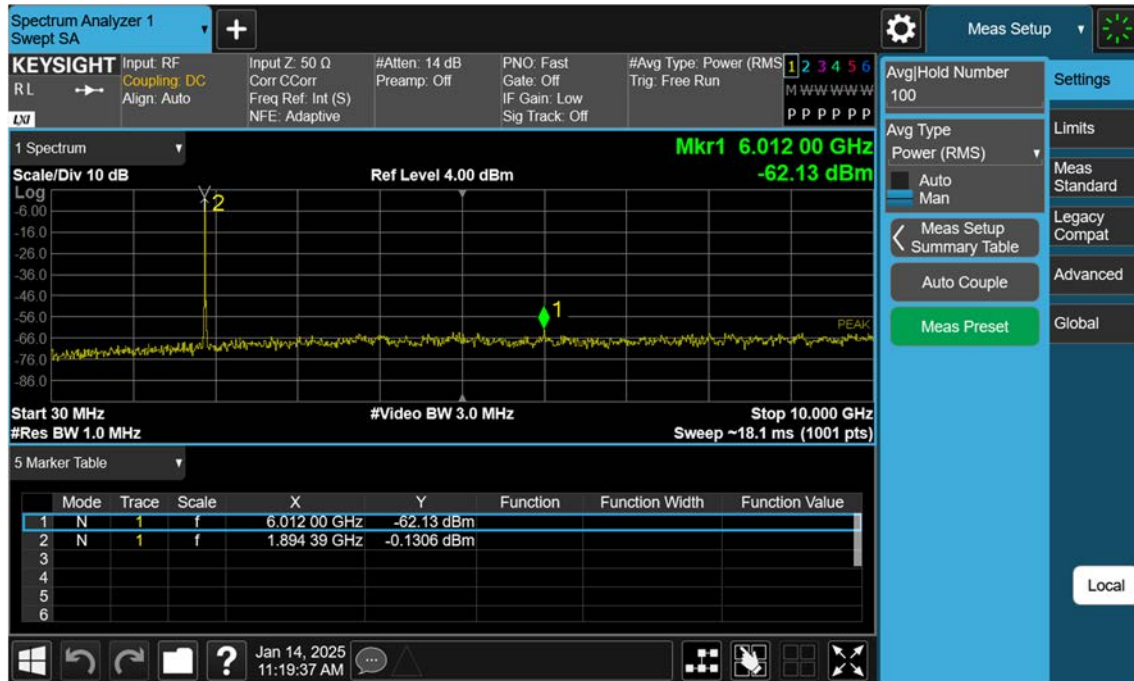 Spectrum Analyzer 1
Swept SA
+
Meas Setup
KEYSIGHT
RL
LXI
Input: RF
Coupling: DC
Align: Auto
Input Z: 50 Ω
Corr CCorr
Freq Ref: Int (S)
NFE: Adaptive
#Atten: 14 dB
Preamp: Off
PNO: Fast
Gate: Off
IF Gain: Low
Sig Track: Off
#Avg Type: Power (RMS
Trig: Free Run
1 2 3 4 5 6
M W W W W W
P P P P P P
1 Spectrum
Mkr1 6.012 00 GHz
-62.13 dBm
Scale/Div 10 dB
Ref Level 4.00 dBm
Log
-6.00
-16.0
-26.0
-36.0
-46.0
-56.0
-66.0
-76.0
-86.0
2
1
PEAK
Start 30 MHz
#Video BW 3.0 MHz
Stop 10.000 GHz
#Res BW 1.0 MHz
Sweep ~18.1 ms (1001 pts)
5 Marker Table
Mode Trace Scale X Y Function Function Width Function Value
1 N 1 f 6.012 00 GHz -62.13 dBm
2 N 1 f 1.894 39 GHz -0.1306 dBm
3
4
5
6
?
Jan 14, 2025
11:19:37 AM
Avg|Hold Number
100
Avg Type
Power (RMS)
Auto
Man
Meas Setup
Summary Table
Auto Couple
Meas Preset
Settings
Limits
Meas
Standard
Legacy
Compat
Advanced
Global
Local